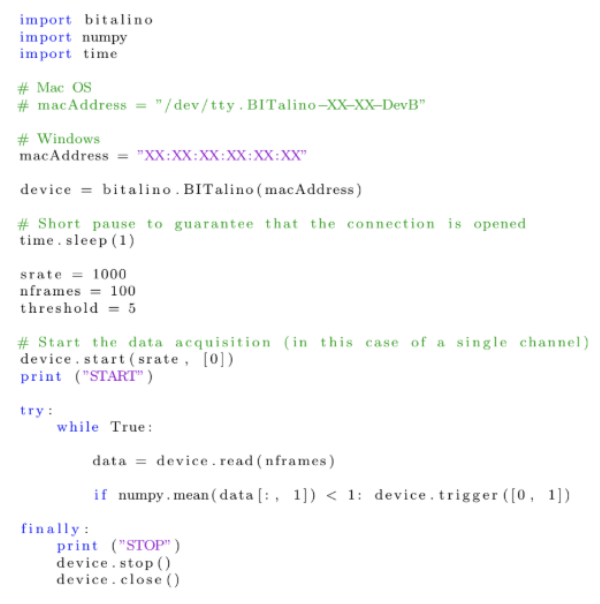 import bitalino
import numpy
import time
# Mac OS
# macAddress = "/dev/tty.BITalino-XX-XX-DevB"
# Windows
macAddress = "XX:XX:XX:XX:XX:XX"
device = bitalino.BITalino(macAddress)
# Short pause to guarantee that the connection is opened
time.sleep(1)
srate = 1000
nframes = 100
threshold = 5
# Start the data acquisition (in this case of a single channel)
device.start(srate, [0])
print ("START")
try:
while True:
data = device.read(nframes)
if numpy.mean(data[:, 1]) < 1: device.trigger([0, 1])
finally:
print ("STOP")
device.stop()
device.close()